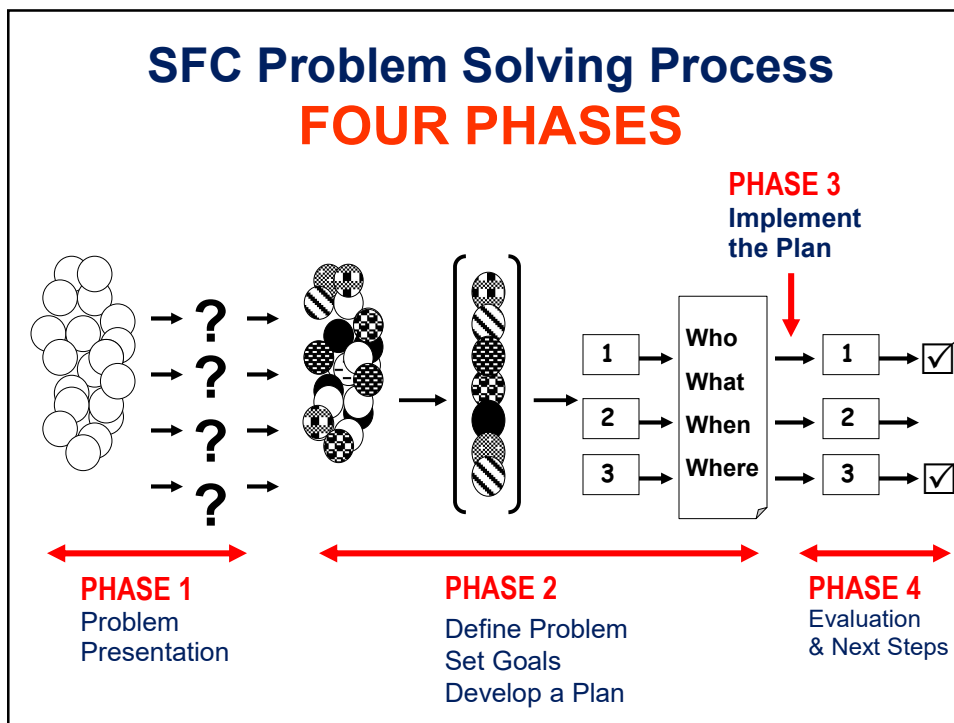 SFC Problem Solving Process
FOUR PHASES
PHASE 3
Implement
the Plan
?
?
?
?
1
2
3
Who
What
When
Where
1
2
3
PHASE 1
Problem
Presentation
PHASE 2
Define Problem
Set Goals
Develop a Plan
PHASE 4
Evaluation
& Next Steps